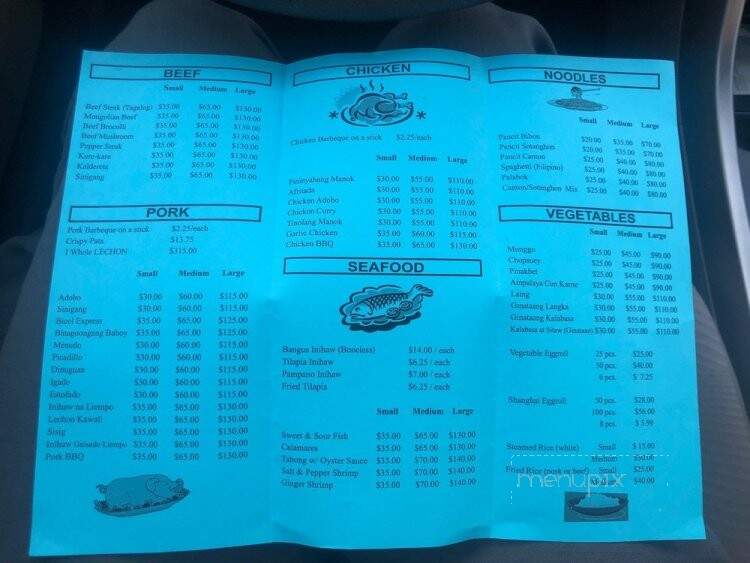 BEEF
Small Medium Large
Beef Steak (Tagalog) $35.00 $65.00 $130.00
Mongolian Beef $35.00 $65.00 $130.00
Beef Brocolli $35.00 $65.00 $130.00
Beef Mushroom $35.00 $65.00 $130.00
Pepper Steak $35.00 $65.00 $130.00
Kare-kare $35.00 $65.00 $130.00
Kaldereta $35.00 $65.00 $130.00
Sinigang $35.00 $65.00 $130.00
PORK
Pork Barbeque on a stick $2.25/each
Crispy Pata $13.75
1 Whole LECHON $315.00
Small Medium Large
Adobo $30.00 $60.00 $115.00
Sinigang $30.00 $60.00 $115.00
Bicol Express $35.00 $65.00 $125.00
Binagoongang Baboy $35.00 $65.00 $125.00
Menudo $30.00 $60.00 $115.00
Picadillo $30.00 $60.00 $115.00
Dinuguan $30.00 $60.00 $115.00
Igado $30.00 $60.00 $115.00
Estofado $30.00 $60.00 $115.00
Inihaw na Liempo $35.00 $65.00 $130.00
Lechon Kawali $35.00 $65.00 $130.00
Sisig $35.00 $65.00 $130.00
Inihaw Guisado Liempo $35.00 $65.00 $130.00
Pork BBQ $35.00 $65.00 $130.00
CHICKEN
Chicken Barbeque on a stick $2.25/each
Small Medium Large
Pininyahang Manok $30.00 $55.00 $110.00
Afritada $30.00 $55.00 $110.00
Chicken Adobo $30.00 $55.00 $110.00
Chicken Curry $30.00 $55.00 $110.00
Tinolang Manok $30.00 $55.00 $110.00
Garlic Chicken $35.00 $60.00 $115.00
Chicken BBQ $35.00 $65.00 $130.00
SEAFOOD
Bangus Inihaw (Boneless) $14.00 / each
Tilapia Inihaw $6.25 / each
Pampano Inihaw $7.00 / each
Fried Tilapia $6.25 / each
Small Medium Large
Sweet & Sour Fish $35.00 $65.00 $130.00
Calamares $35.00 $65.00 $130.00
Tahong w/ Oyster Sauce $35.00 $70.00 $140.00
Salt & Pepper Shrimp $35.00 $70.00 $140.00
Ginger Shrimp $35.00 $70.00 $140.00
NOODLES
Small Medium Large
Pancit Bihon $20.00 $35.00 $70.00
Pancit Sotanghon $20.00 $35.00 $70.00
Pancit Canton $25.00 $40.00 $80.00
Spaghetti (Filipino) $25.00 $40.00 $80.00
Palabok $25.00 $40.00 $80.00
Canton/Sotanghon Mix $25.00 $40.00 $80.00
VEGETABLES
Small Medium Large
Munggo $25.00 $45.00 $90.00
Chopsuey $25.00 $45.00 $90.00
Pinakbet $25.00 $45.00 $90.00
Ampalaya Con Karne $25.00 $45.00 $90.00
Laing $30.00 $55.00 $110.00
Ginataang Langka $30.00 $55.00 $110.00
Ginataang Kalabasa $30.00 $55.00 $110.00
Kalabasa at Sitaw (Ginataan) $30.00 $55.00 $110.00
Vegetable Eggroll 25 pcs. $25.00
50 pcs. $40.00
6 pcs. $ 7.25
Shanghai Eggroll 50 pcs. $28.00
100 pcs. $56.00
8 pcs. $ 5.99
Steamed Rice (white) Small $ 15.00
Medium $30.00
Fried Rice (pork or beef) Small $25.00
Medium $40.00
menupix